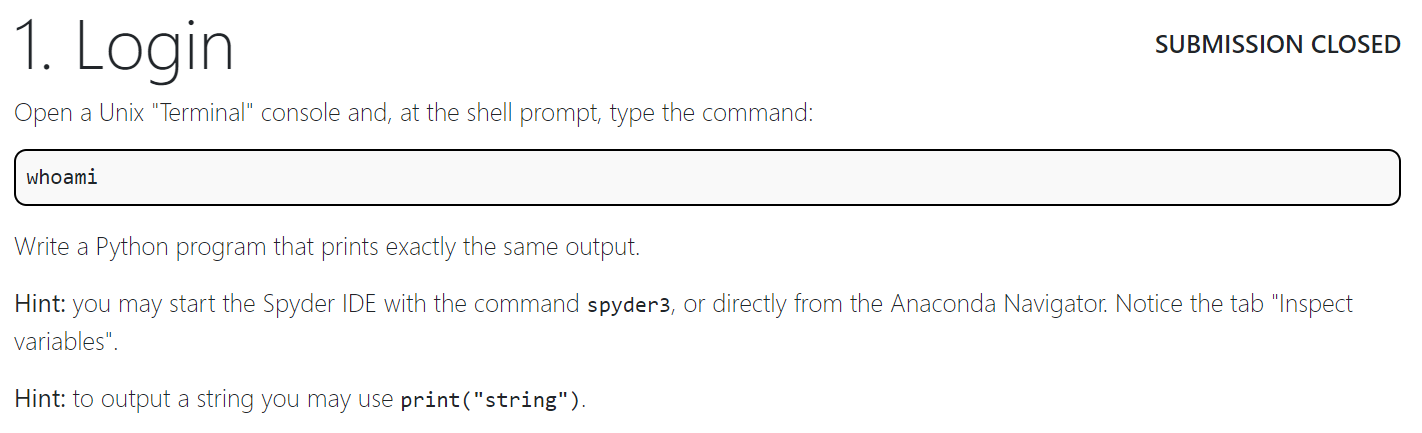 1. Login
SUBMISSION CLOSED
Open a Unix "Terminal" console and, at the shell prompt, type the command:
whoami
Write a Python program that prints exactly the same output.
Hint: you may start the Spyder IDE with the command spyder3, or directly from the Anaconda Navigator. Notice the tab "Inspect
variables".
Hint: to output a string you may use print("string").